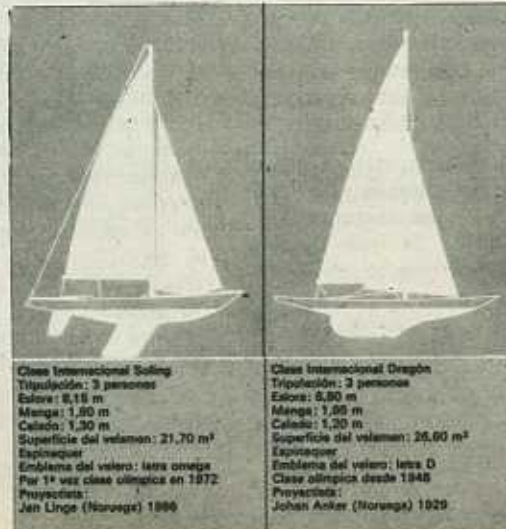 Clase Internacional Soling
Tripulación: 3 personas
Eslora: 8,15 m
Manga: 1,90 m
Calado: 1,30 m
Superficie del velamen: 21,70 m²
Espinaquer
Emblema del velero: letra omega
Por 1ª vez clase olímpica en 1972
Proyectista:
Jan Linge (Noruega) 1966
Clase Internacional Dragón
Tripulación: 3 personas
Eslora: 8,90 m
Manga: 1,95 m
Calado: 1,20 m
Superficie del velamen: 26,60 m²
Espinaquer
Emblema del velero: letra D
Clase olímpica desde 1948
Proyectista:
Johan Anker (Noruega) 1929